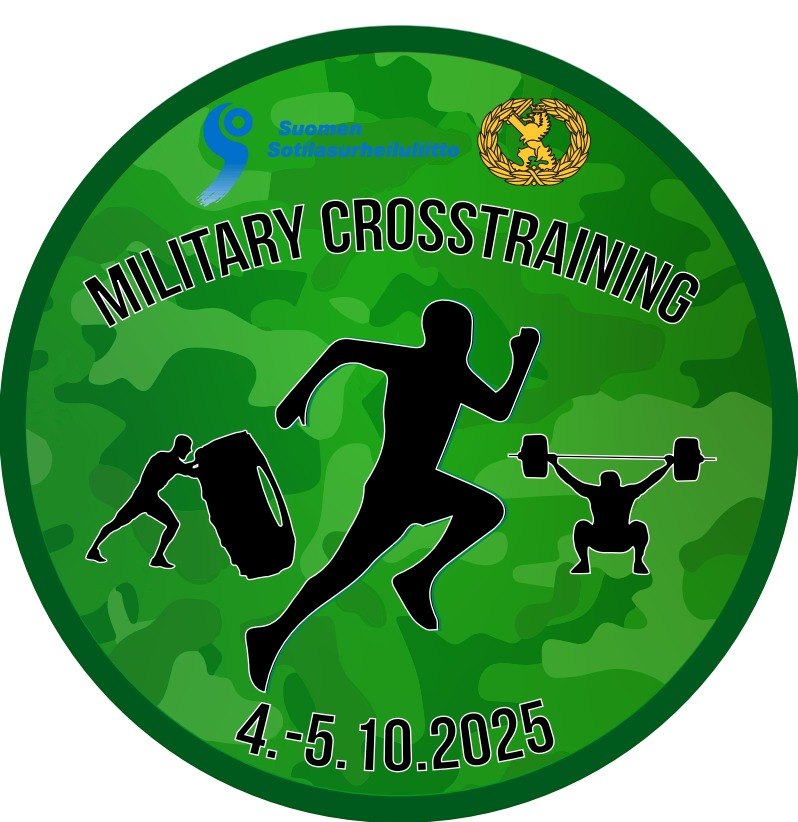 Suomen
Sotilasurheiluliitto
MILITARY CROSSTRAINING
4.-5.10.2025